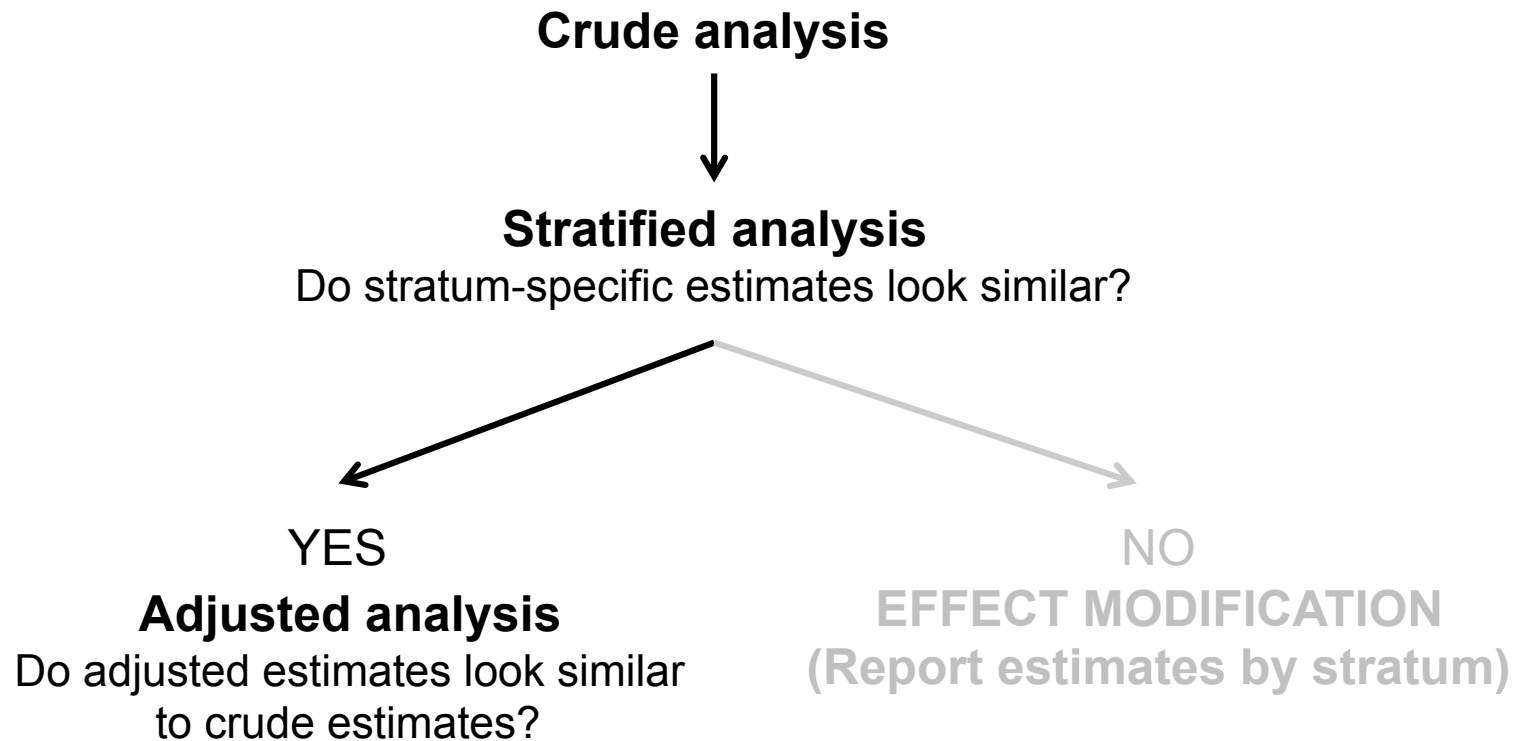 Crude analysis
Stratified analysis
Do stratum-specific estimates look similar?
YES
Adjusted analysis
Do adjusted estimates look similar
to crude estimates?
NO
EFFECT MODIFICATION
(Report estimates by stratum)